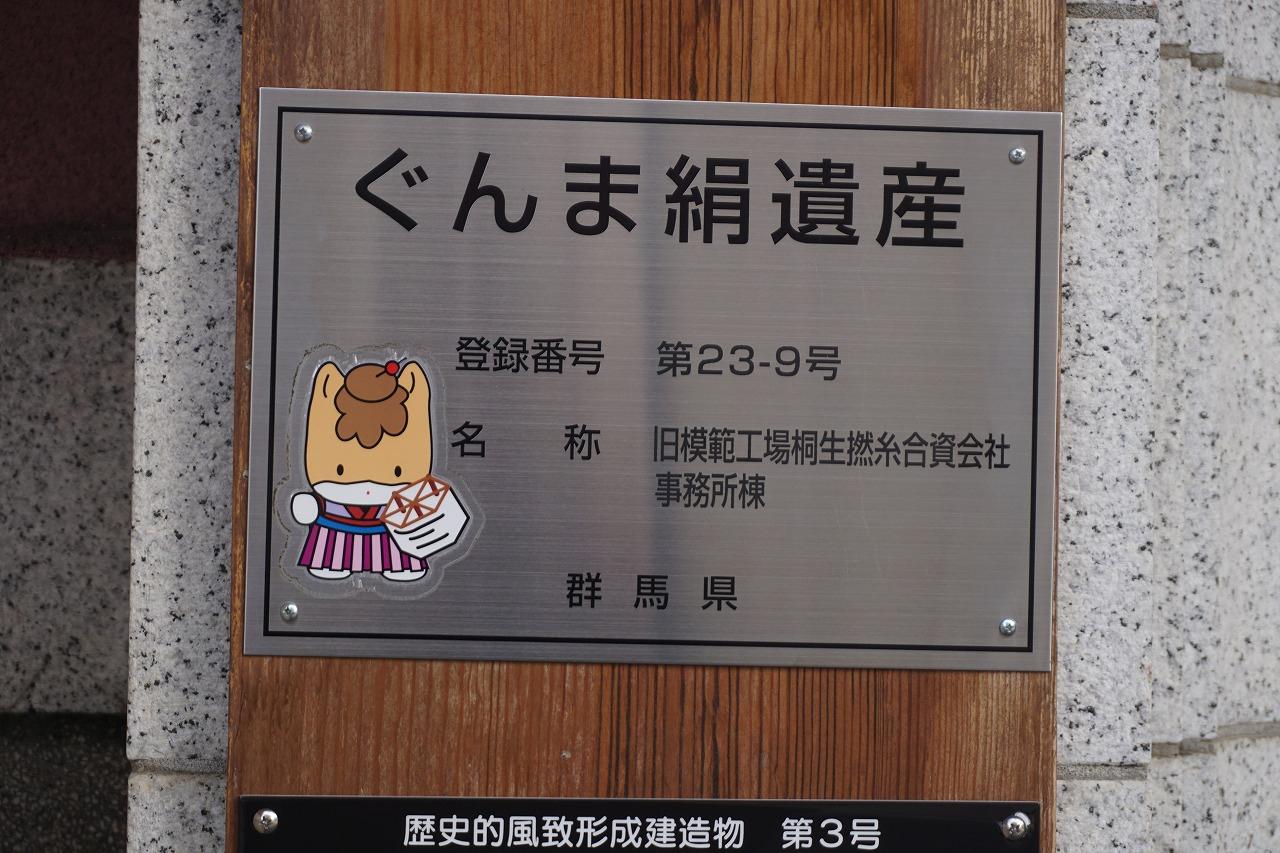 ぐんま絹遺産
登録番号　第23-9号
名　　称　旧模範工場桐生撚糸合資会社
事務所棟
群 馬 県
歴史的風致形成建造物　第3号